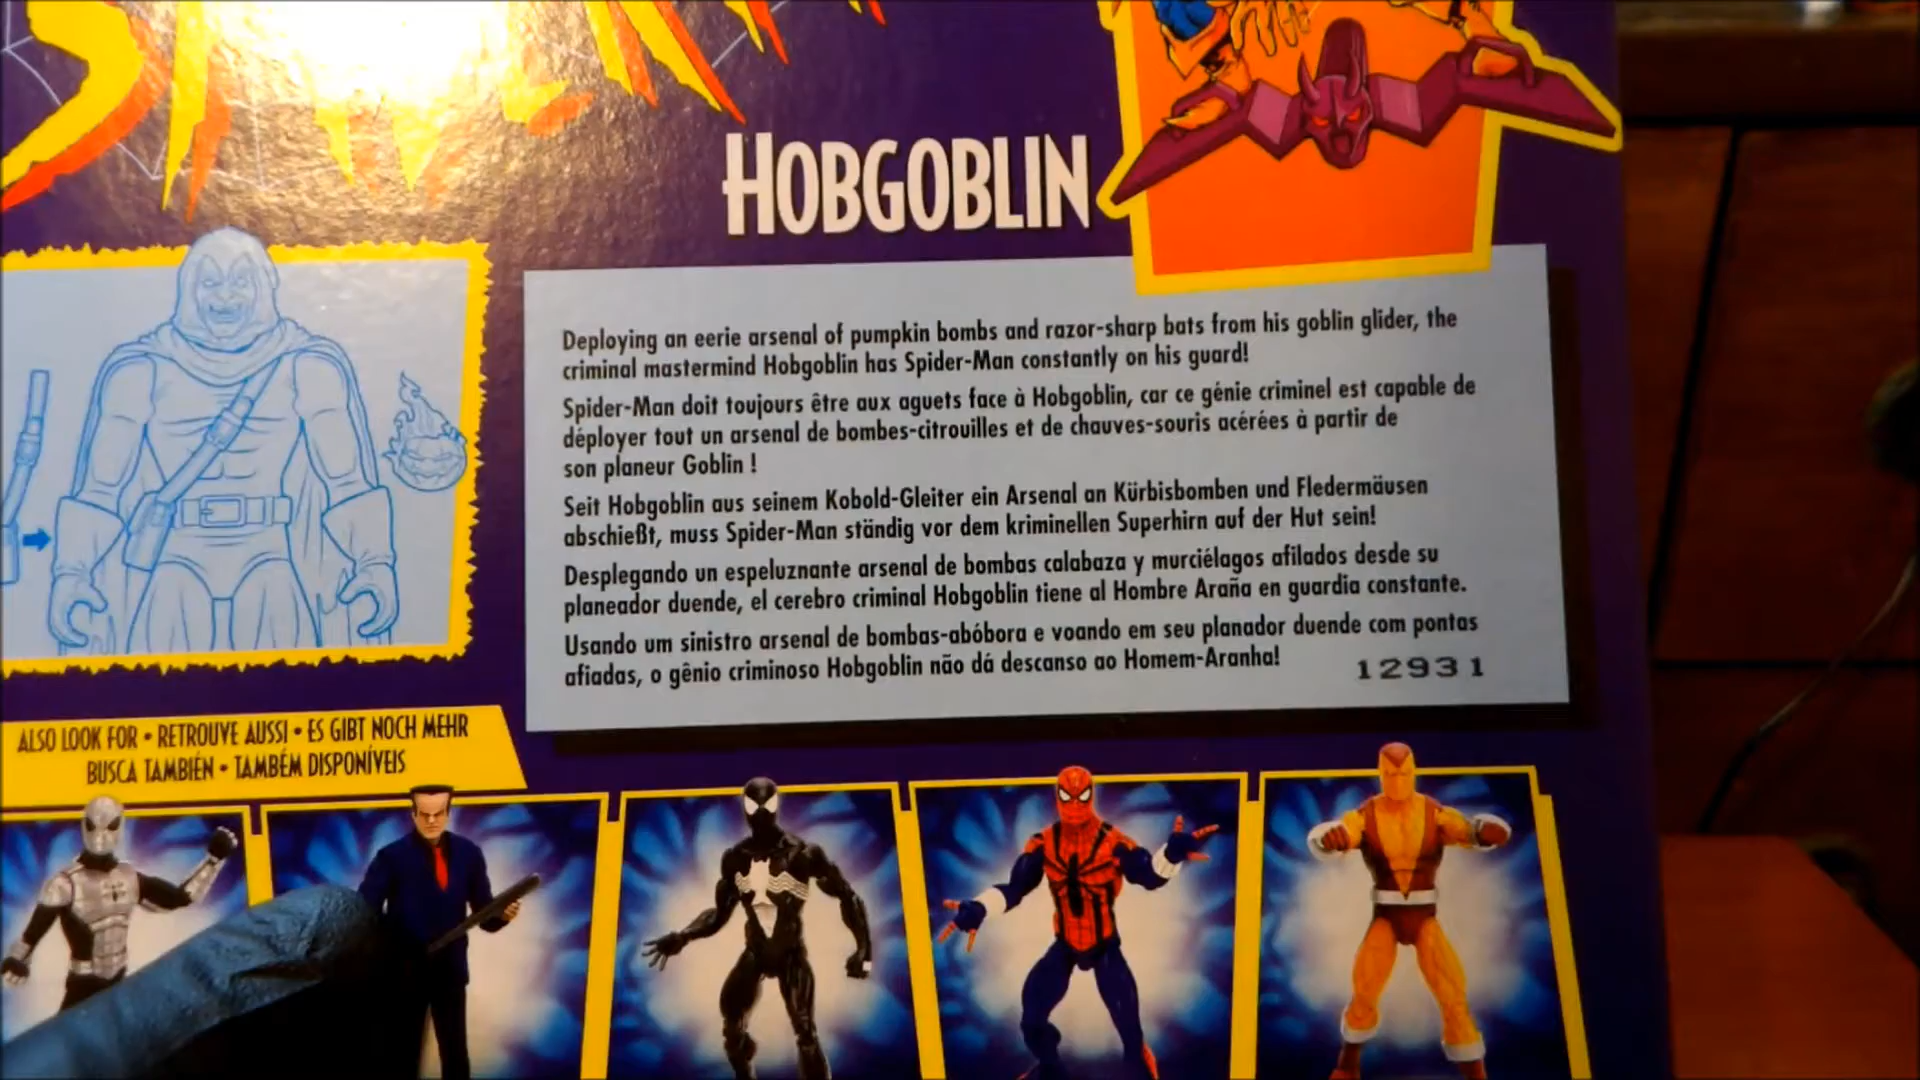 HOBGOBLIN
Deploying an eerie arsenal of pumpkin bombs and razor-sharp bats from his goblin glider, the
criminal mastermind Hobgoblin has Spider-Man constantly on his guard!
Spider-Man doit toujours être aux aguets face à Hobgoblin, car ce génie criminel est capable de
déployer tout un arsenal de bombes-citrouilles et de chauves-souris acérées à partir de
son planeur Goblin !
Seit Hobgoblin aus seinem Kobold-Gleiter ein Arsenal an Kürbisbomben und Fledermäusen
abschießt, muss Spider-Man ständig vor dem kriminellen Superhirn auf der Hut sein!
Desplegando un espeluznante arsenal de bombas calabaza y murciélagos afilados desde su
planeador duende, el cerebro criminal Hobgoblin tiene al Hombre Araña en guardia constante.
Usando um sinistro arsenal de bombas-abóbora e voando em seu planador duende com pontas
afiadas, o gênio criminoso Hobgoblin não dá descanso ao Homem-Aranha!
12931
ALSO LOOK FOR • RETROUVE AUSSI • ES GIBT NOCH MEHR
BUSCA TAMBIÉN • TAMBÉM DISPONÍVEIS